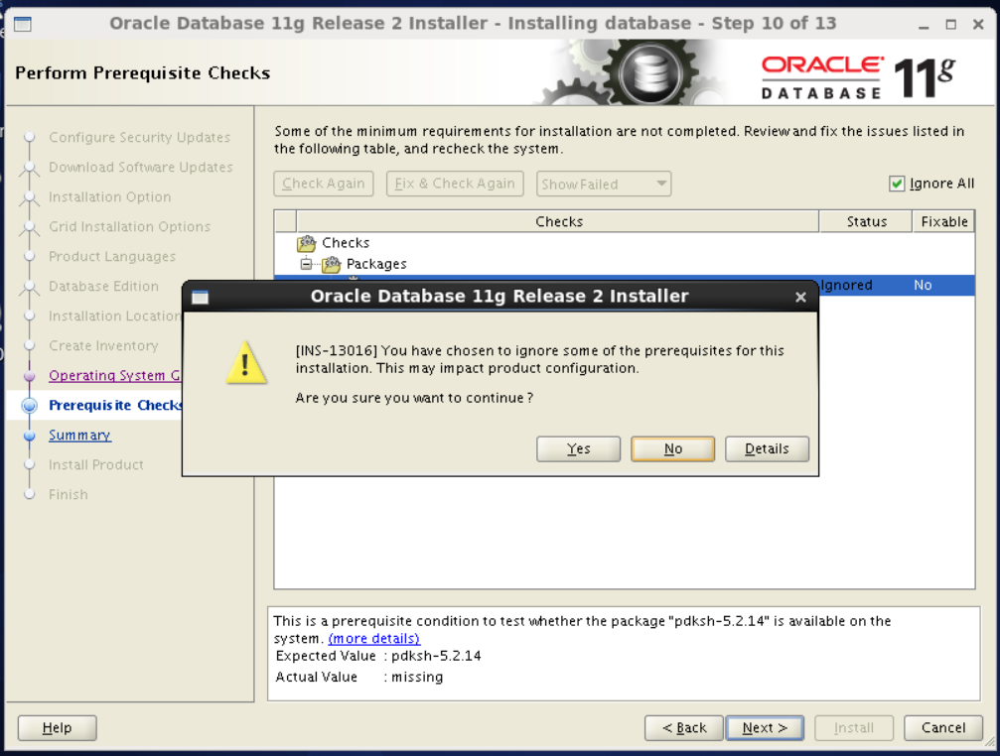 Oracle Database 11g Release 2 Installer - Installing database - Step 10 of 13
Perform Prerequisite Checks
ORACLE
DATABASE
11g
Configure Security Updates
Download Software Updates
Installation Option
Grid Installation Options
Product Languages
Database Edition
Installation Location
Create Inventory
Operating System G
Prerequisite Checks
Summary
Install Product
Finish
Some of the minimum requirements for installation are not completed. Review and fix the issues listed in
the following table, and recheck the system.
Check Again
Fix & Check Again
Show Failed
Ignore All
Checks Status Fixable
Checks
Packages
Ignored No
Oracle Database 11g Release 2 Installer
[INS-13016] You have chosen to ignore some of the prerequisites for this
installation. This may impact product configuration.
Are you sure you want to continue?
Yes
No
Details
This is a prerequisite condition to test whether the package "pdksh-5.2.14" is available on the
system. (more details)
Expected Value : pdksh-5.2.14
Actual Value : missing
Help
< Back
Next >
Install
Cancel